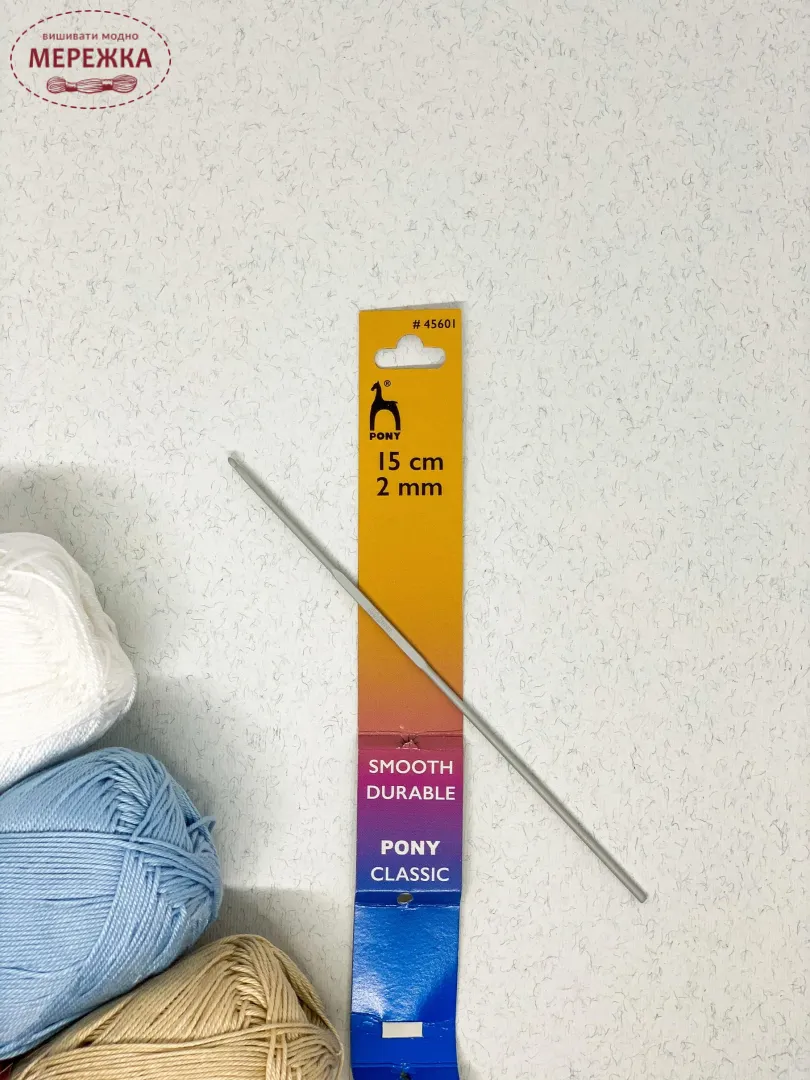 вишивати модно
МЕРЕЖКА
# 45601
®
PONY
15 cm
2 mm
SMOOTH
DURABLE
PONY
CLASSIC